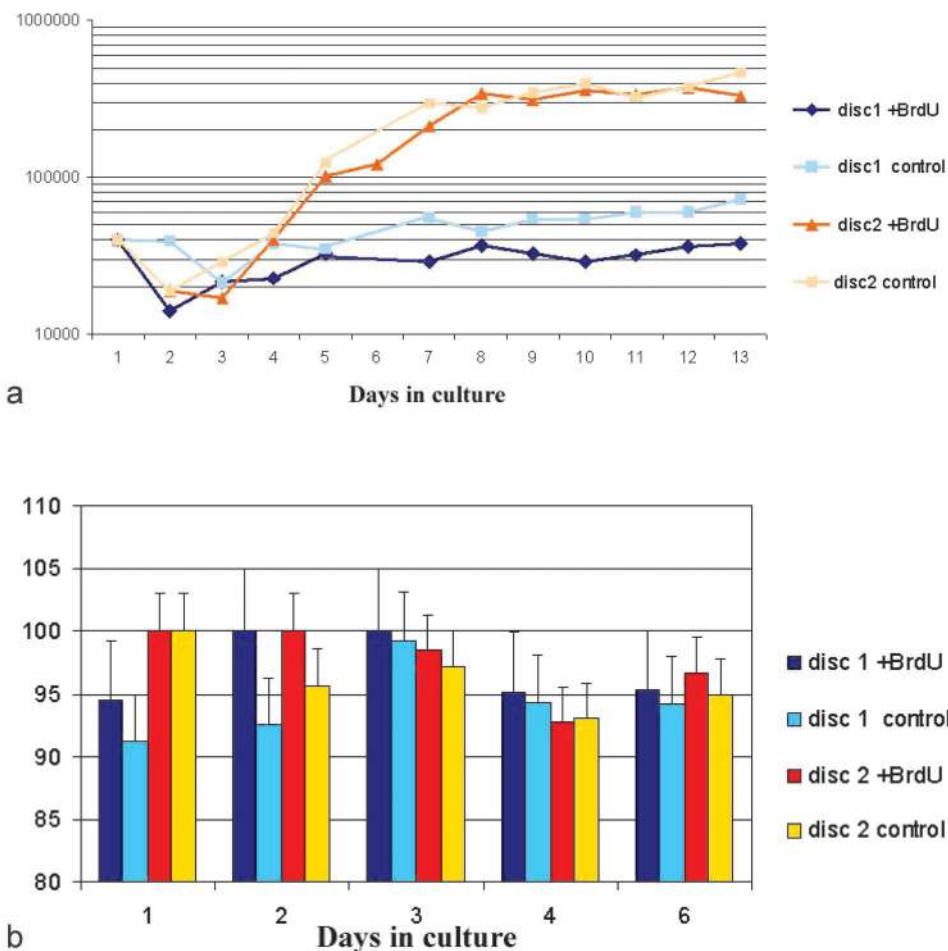 1000000
100000
10000
1 2 3 4 5 6 7 8 9 10 11 12 13
a
Days in culture
disc1 +BrdU
disc1 control
disc2 +BrdU
disc2 control
110
105
100
95
90
85
80
1 2 3 4 6
b
Days in culture
disc 1 +BrdU
disc 1 control
disc 2 +BrdU
disc 2 control